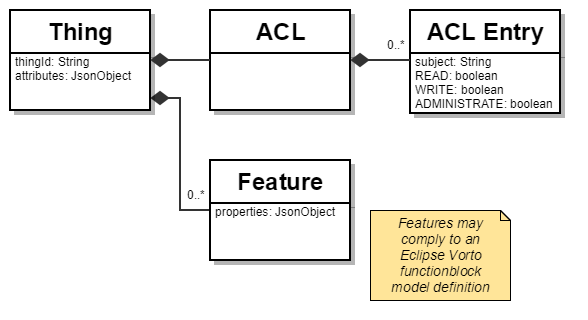 Thing
thingId: String
attributes: JsonObject
ACL
0..*
ACL Entry
subject: String
READ: boolean
WRITE: boolean
ADMINISTRATE: boolean
0..*
Feature
properties: JsonObject
Features may
comply to an
Eclipse Vorto
functionblock
model definition